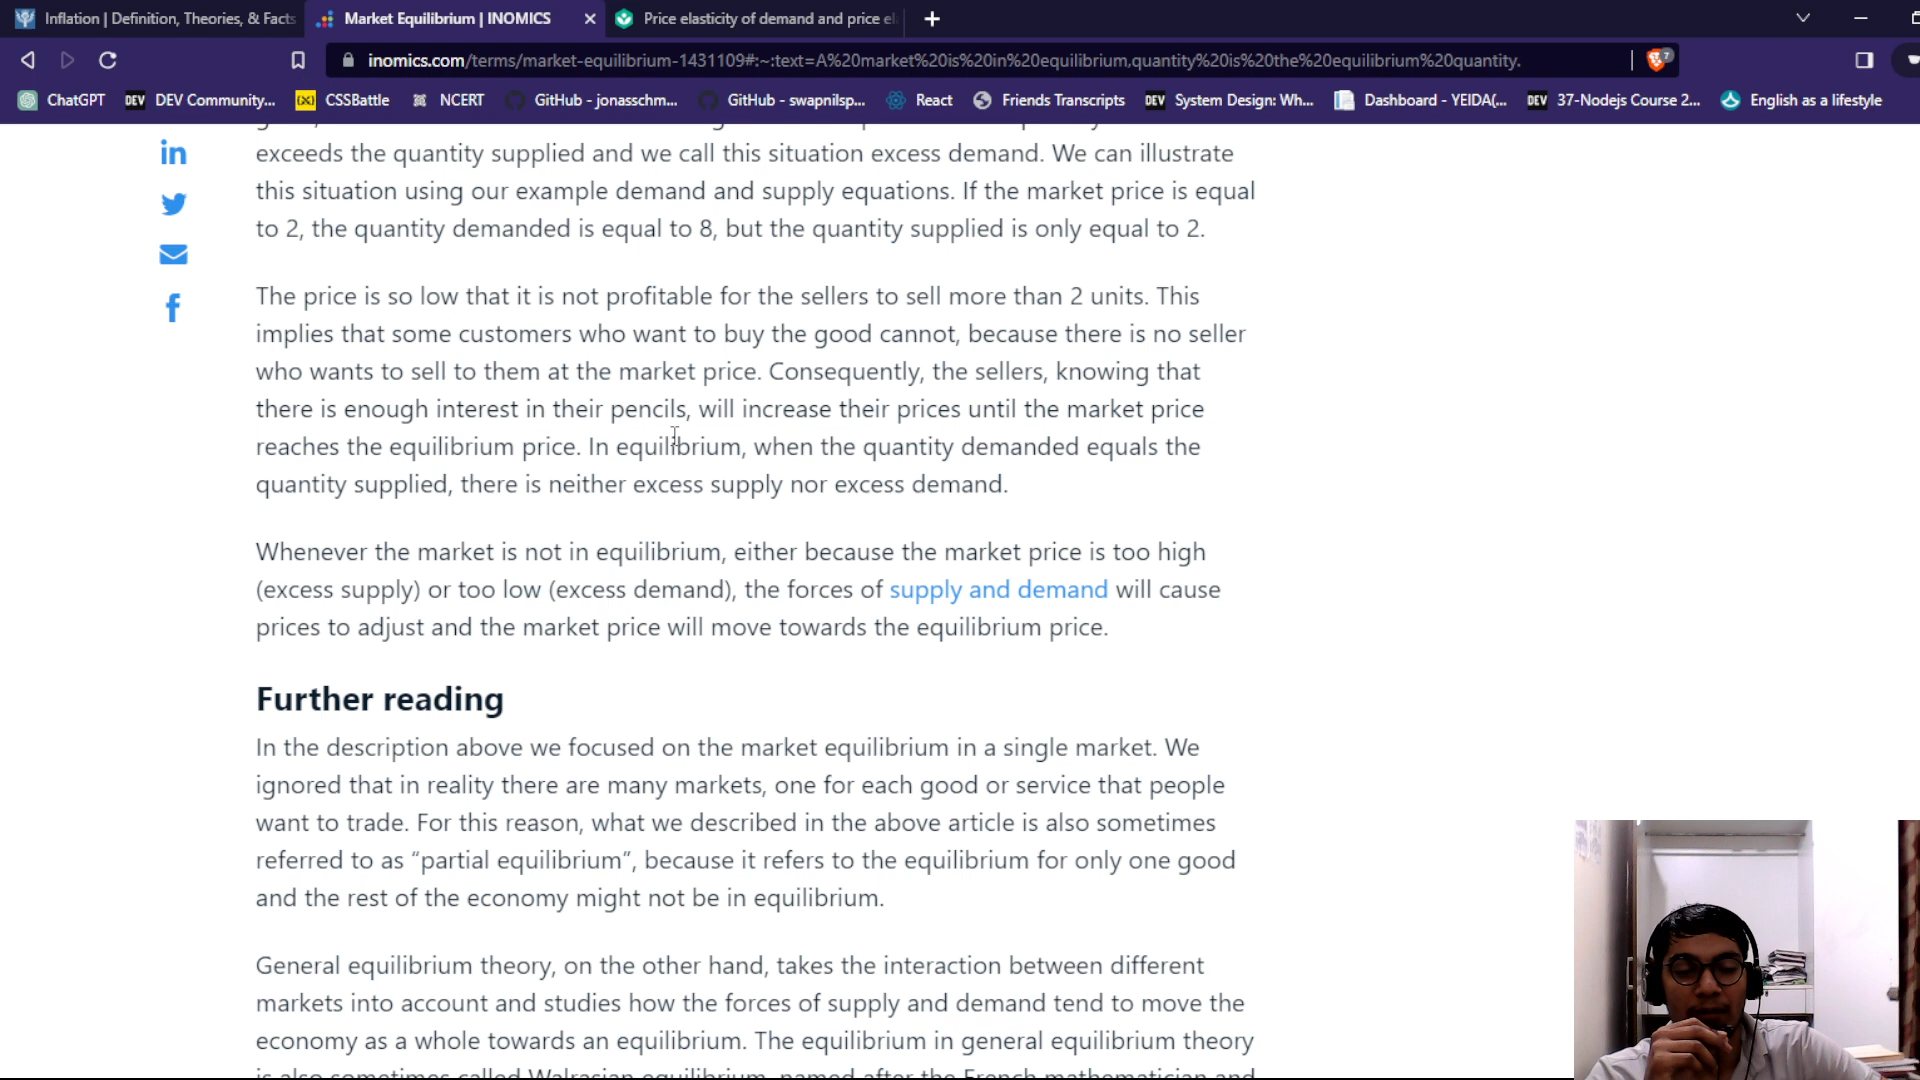 Inflation | Definition, Theories, & Facts
Market Equilibrium | INOMICS
Price elasticity of demand and price el
inomics.com/terms/market-equilibrium-1431109#:~:text=A%20market%20is%20in%20equilibrium,quantity%20is%20the%20equilibrium%20quantity.
7
ChatGPT
DEV DEV Community...
CSSBattle
NCERT
GitHub - jonasschm...
GitHub - swapnilsp...
React
Friends Transcripts
DEV System Design: Wh...
Dashboard - YEIDA(...
DEV 37-Nodejs Course 2...
English as a lifestyle
exceeds the quantity supplied and we call this situation excess demand. We can illustrate
this situation using our example demand and supply equations. If the market price is equal
to 2, the quantity demanded is equal to 8, but the quantity supplied is only equal to 2.
The price is so low that it is not profitable for the sellers to sell more than 2 units. This
implies that some customers who want to buy the good cannot, because there is no seller
who wants to sell to them at the market price. Consequently, the sellers, knowing that
there is enough interest in their pencils, will increase their prices until the market price
reaches the equilibrium price. In equilibrium, when the quantity demanded equals the
quantity supplied, there is neither excess supply nor excess demand.
Whenever the market is not in equilibrium, either because the market price is too high
(excess supply) or too low (excess demand), the forces of supply and demand will cause
prices to adjust and the market price will move towards the equilibrium price.
Further reading
In the description above we focused on the market equilibrium in a single market. We
ignored that in reality there are many markets, one for each good or service that people
want to trade. For this reason, what we described in the above article is also sometimes
referred to as “partial equilibrium”, because it refers to the equilibrium for only one good
and the rest of the economy might not be in equilibrium.
General equilibrium theory, on the other hand, takes the interaction between different
markets into account and studies how the forces of supply and demand tend to move the
economy as a whole towards an equilibrium. The equilibrium in general equilibrium theory
is also sometimes called Walrasian equilibrium, named after the French mathematician and